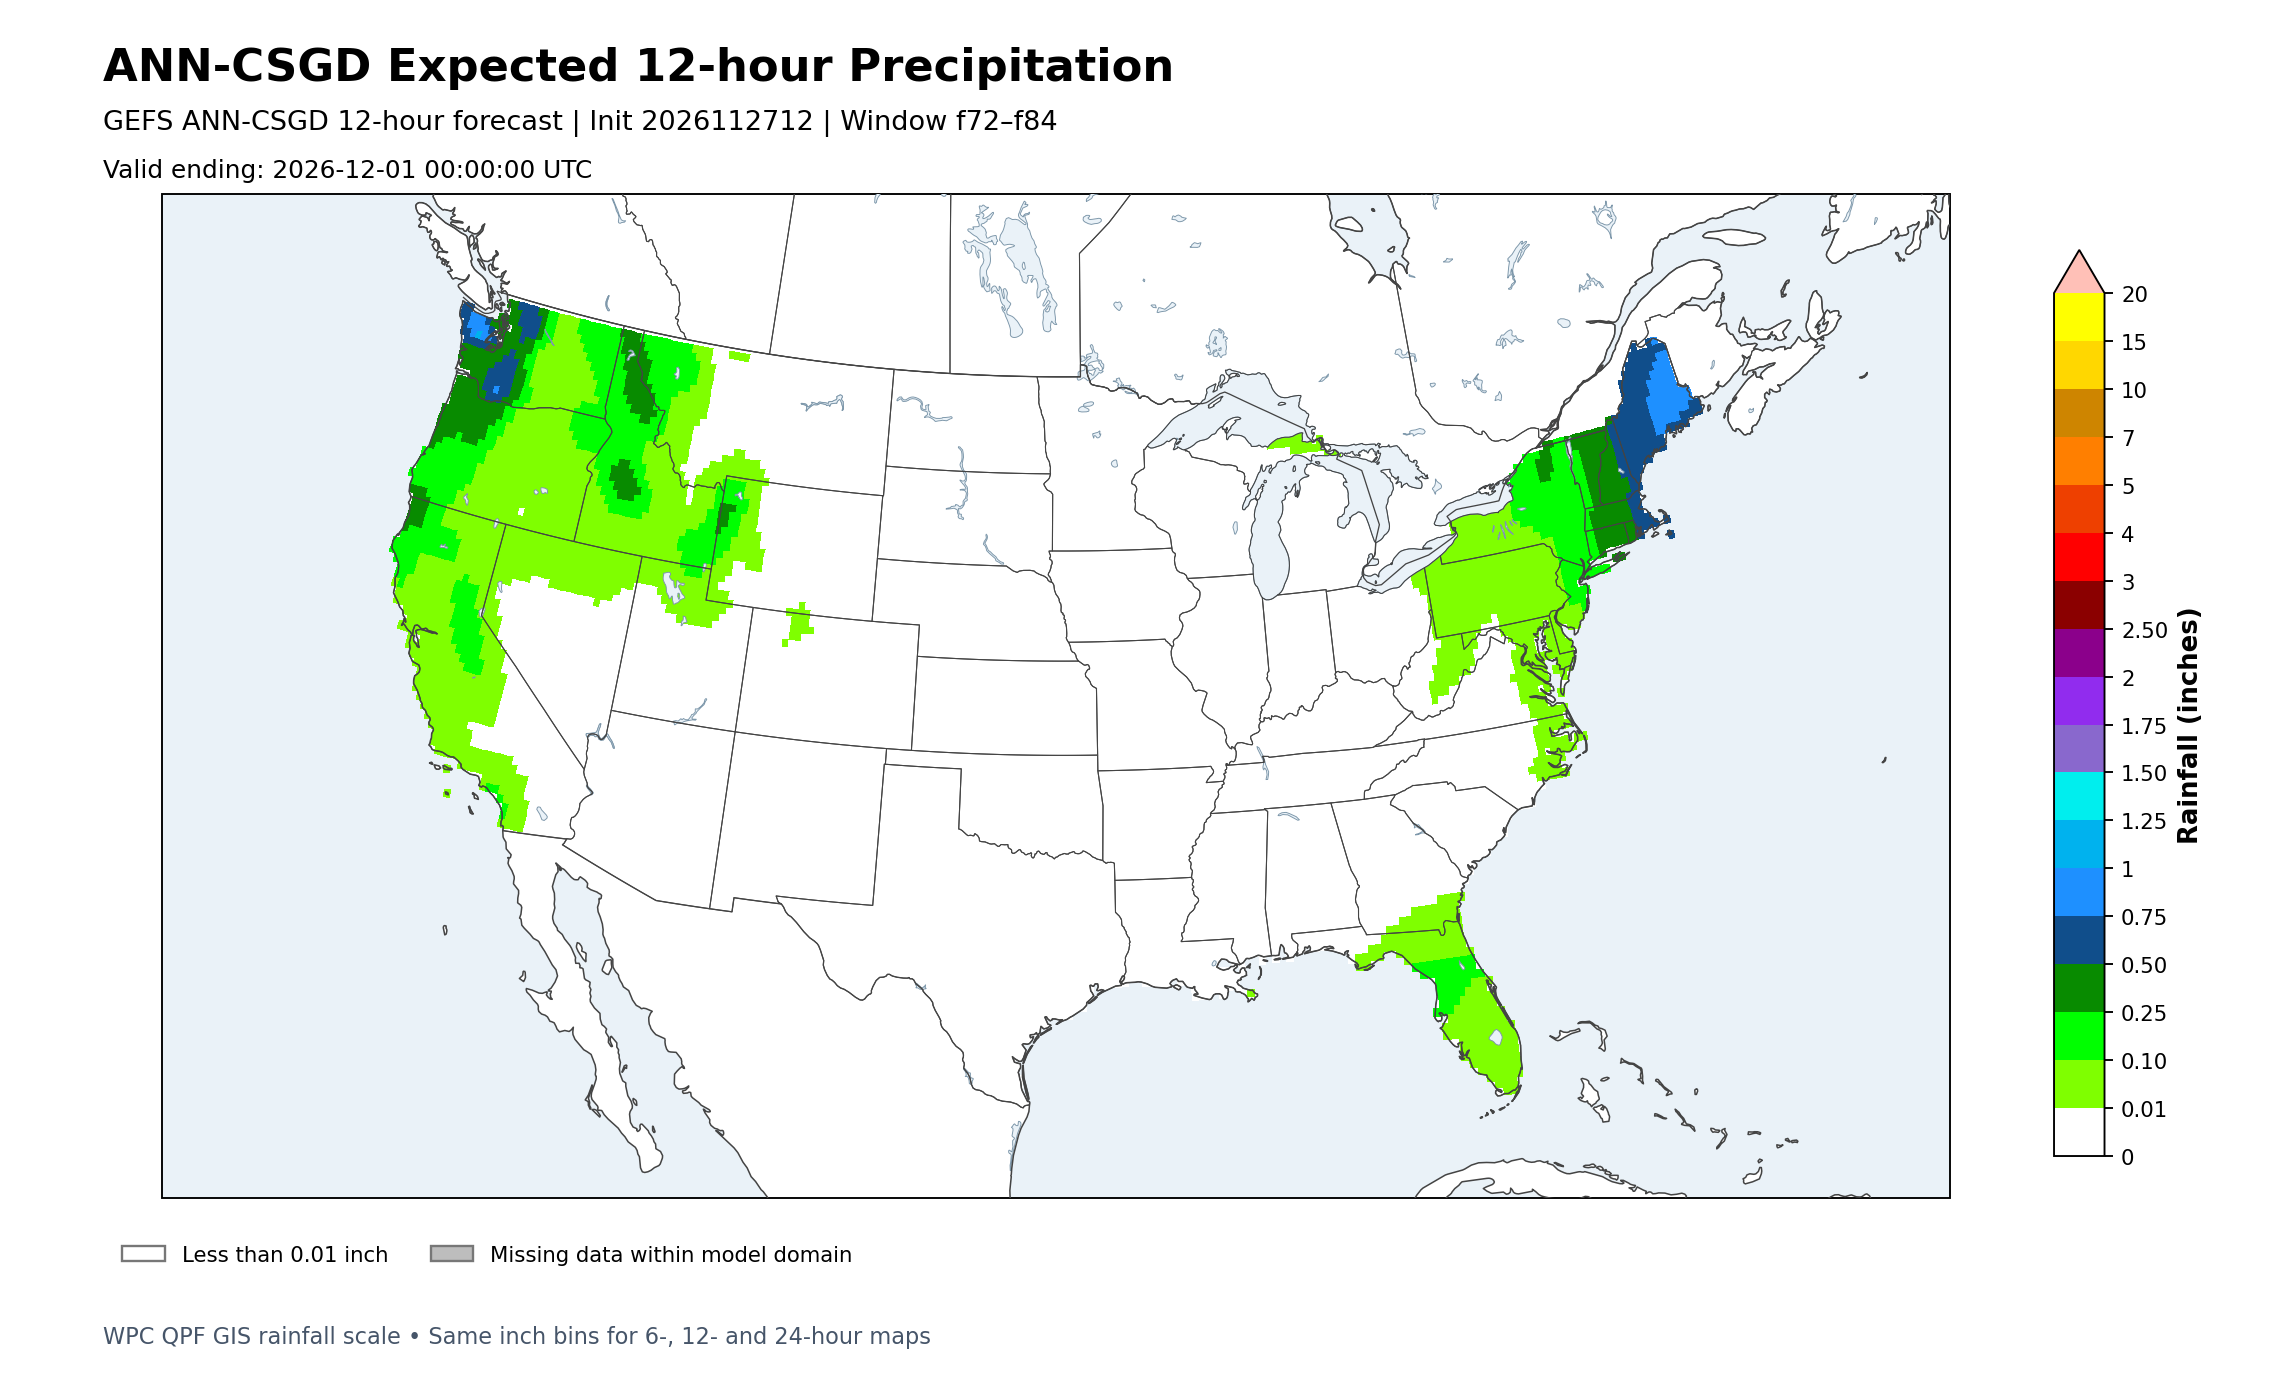 ANN-CSGD Expected 12-hour Precipitation
GEFS ANN-CSGD 12-hour forecast | Init 2026112712 | Window f72–f84
Valid ending: 2026-12-01 00:00:00 UTC
20
15
10
7
5
4
3
2.50
2
1.75
1.50
1.25
1
0.75
0.50
0.25
0.10
0.01
0
Rainfall (inches)
Less than 0.01 inch
Missing data within model domain
WPC QPF GIS rainfall scale • Same inch bins for 6-, 12- and 24-hour maps